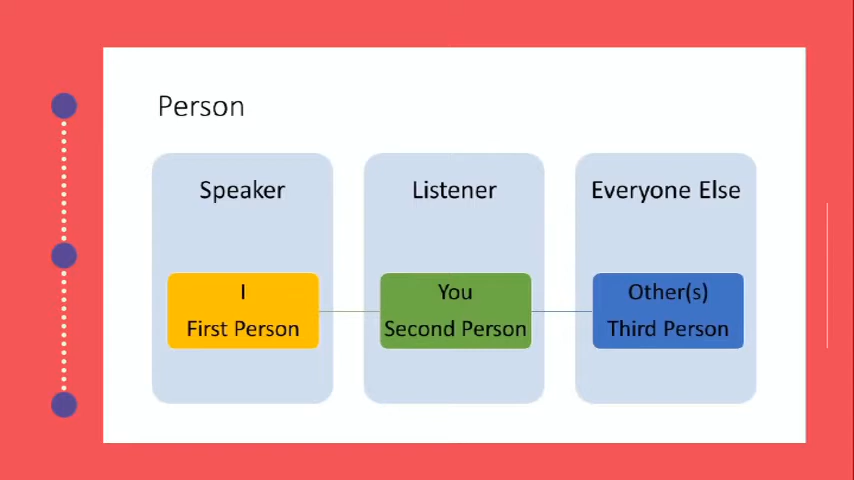 Person
Speaker
I
First Person
Listener
You
Second Person
Everyone Else
Other(s)
Third Person